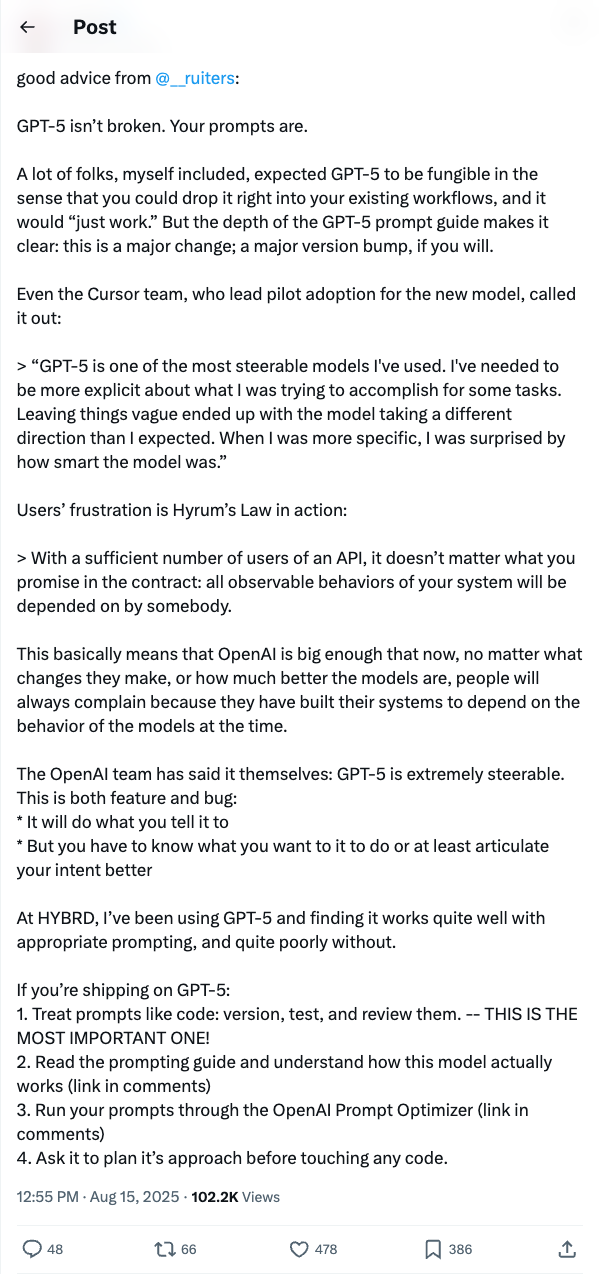 Post
good advice from @__ruiters:
GPT-5 isn’t broken. Your prompts are.
A lot of folks, myself included, expected GPT-5 to be fungible in the
sense that you could drop it right into your existing workflows, and it
would “just work.” But the depth of the GPT-5 prompt guide makes it
clear: this is a major change; a major version bump, if you will.
Even the Cursor team, who lead pilot adoption for the new model, called
it out:
> “GPT-5 is one of the most steerable models I've used. I've needed to
be more explicit about what I was trying to accomplish for some tasks.
Leaving things vague ended up with the model taking a different
direction than I expected. When I was more specific, I was surprised by
how smart the model was.”
Users’ frustration is Hyrum’s Law in action:
> With a sufficient number of users of an API, it doesn’t matter what you
promise in the contract: all observable behaviors of your system will be
depended on by somebody.
This basically means that OpenAI is big enough that now, no matter what
changes they make, or how much better the models are, people will
always complain because they have built their systems to depend on the
behavior of the models at the time.
The OpenAI team has said it themselves: GPT-5 is extremely steerable.
This is both feature and bug:
* It will do what you tell it to
* But you have to know what you want to it to do or at least articulate
your intent better
At HYBRD, I’ve been using GPT-5 and finding it works quite well with
appropriate prompting, and quite poorly without.
If you’re shipping on GPT-5:
1. Treat prompts like code: version, test, and review them. -- THIS IS THE
MOST IMPORTANT ONE!
2. Read the prompting guide and understand how this model actually
works (link in comments)
3. Run your prompts through the OpenAI Prompt Optimizer (link in
comments)
4. Ask it to plan it’s approach before touching any code.
12:55 PM · Aug 15, 2025 · 102.2K Views
48 66 478 386